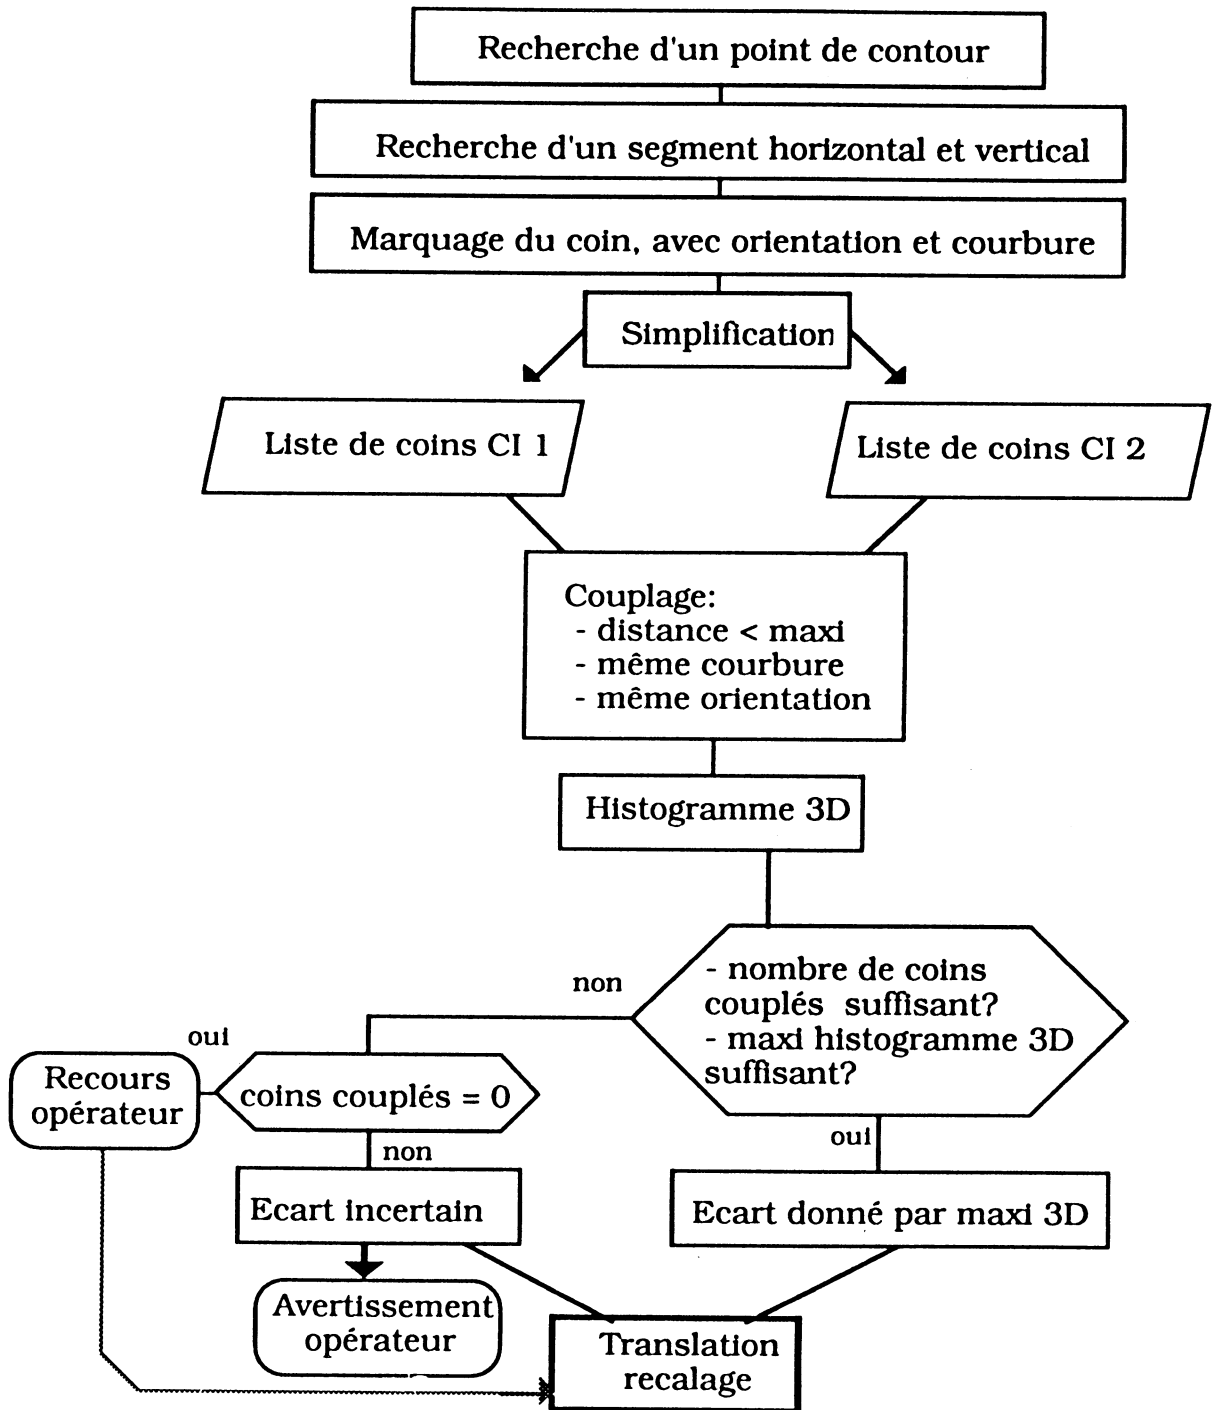 Recherche d'un point de contour
Recherche d'un segment horizontal et vertical
Marquage du coin, avec orientation et courbure
Simplification
Liste de coins CI 1
Liste de coins CI 2
Couplage:
- distance < maxi
- même courbure
- même orientation
Histogramme 3D
- nombre de coins
couplés suffisant?
- maxi histogramme 3D
suffisant?
non
oui
coins couplés = 0
Recours
opérateur
non
oui
Ecart incertain
Ecart donné par maxi 3D
Avertissement
opérateur
Translation
recalage